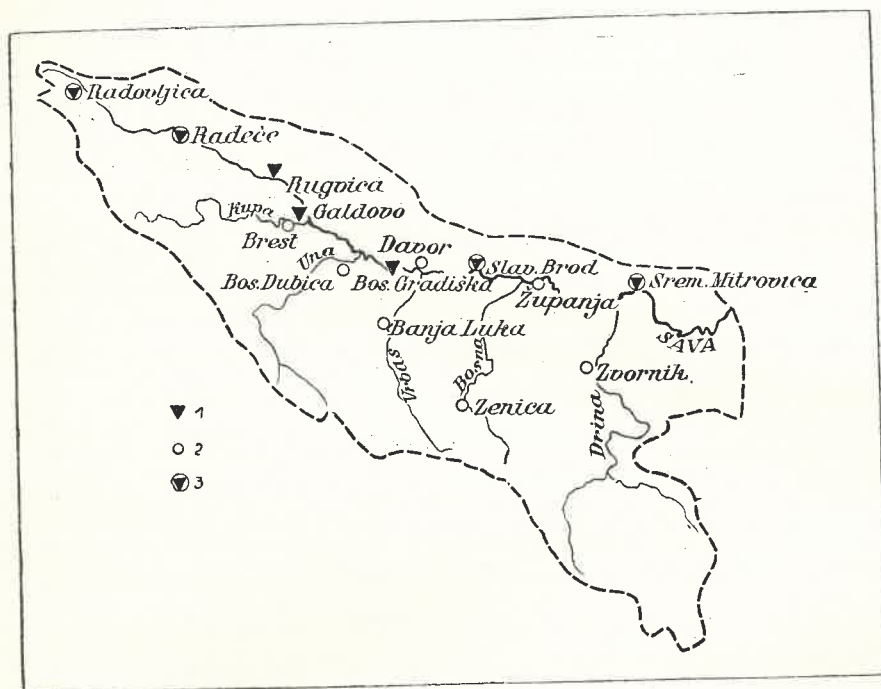 Radovljica
Radeče
Rugvica
Kupa
Galdovo
Brest
Una
Davor
Slav. Brod
Srem. Mitrovica
Bos. Dubica
Bos. Gradiška
Županja
Banja Luka
SAVA
Vrbas
Bosna
Zvornik
Zenica
Drina
1
2
3